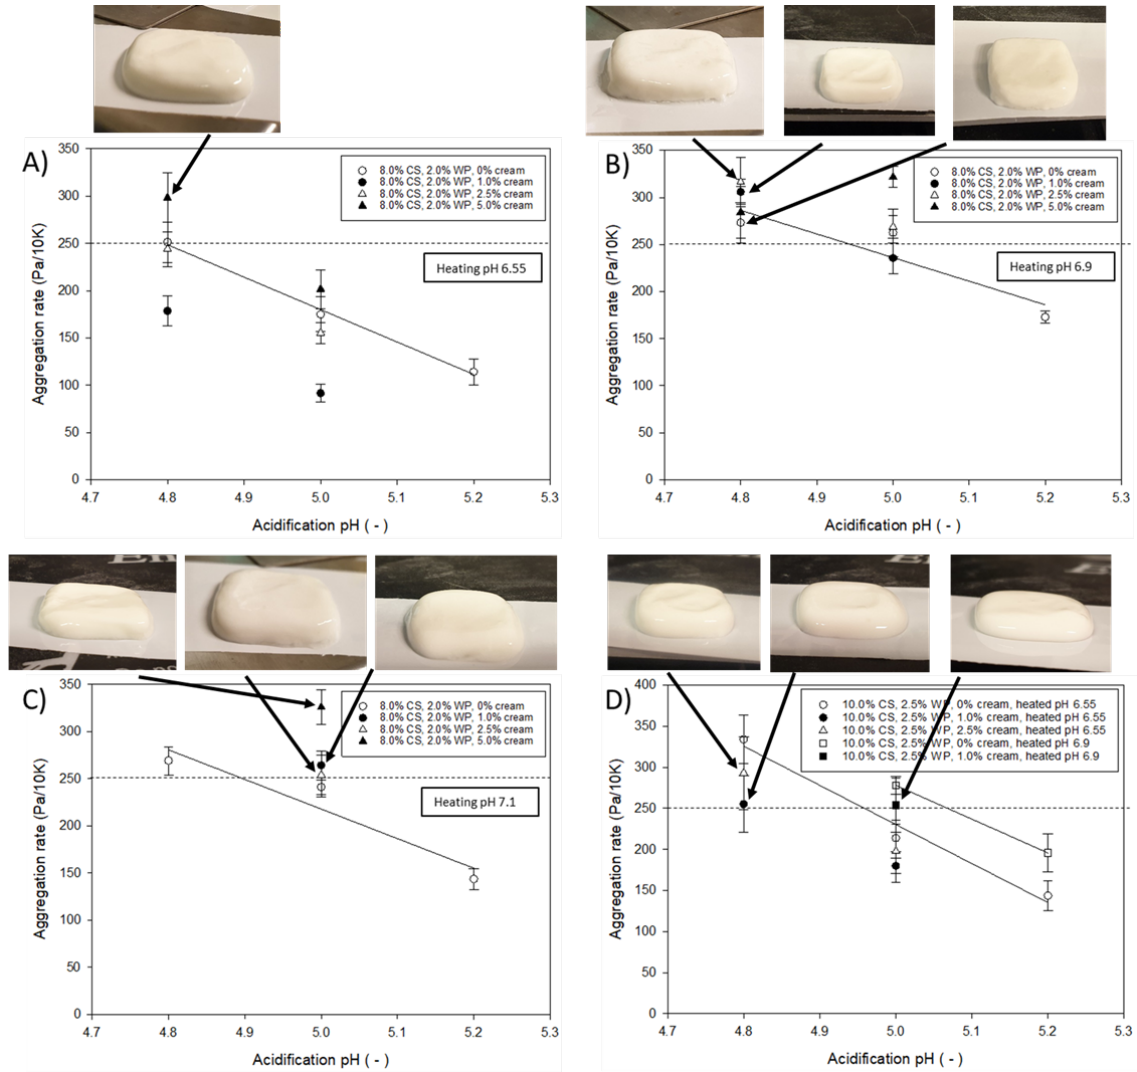 A)
350
300
250
200
150
100
50
0
Aggregation rate (Pa/10K)
8.0% CS, 2.0% WP, 0% cream
8.0% CS, 2.0% WP, 1.0% cream
8.0% CS, 2.0% WP, 2.5% cream
8.0% CS, 2.0% WP, 5.0% cream
Heating pH 6.55
4.7 4.8 4.9 5.0 5.1 5.2 5.3
Acidification pH ( - )
B)
350
300
250
200
150
100
50
0
Aggregation rate (Pa/10K)
8.0% CS, 2.0% WP, 0% cream
8.0% CS, 2.0% WP, 1.0% cream
8.0% CS, 2.0% WP, 2.5% cream
8.0% CS, 2.0% WP, 5.0% cream
Heating pH 6.9
4.7 4.8 4.9 5.0 5.1 5.2 5.3
Acidification pH ( - )
C)
350
300
250
200
150
100
50
0
Aggregation rate (Pa/10K)
8.0% CS, 2.0% WP, 0% cream
8.0% CS, 2.0% WP, 1.0% cream
8.0% CS, 2.0% WP, 2.5% cream
8.0% CS, 2.0% WP, 5.0% cream
Heating pH 7.1
4.7 4.8 4.9 5.0 5.1 5.2 5.3
Acidification pH ( - )
D)
400
350
300
250
200
150
100
50
0
Aggregation rate (Pa/10K)
10.0% CS, 2.5% WP, 0% cream, heated pH 6.55
10.0% CS, 2.5% WP, 1.0% cream, heated pH 6.55
10.0% CS, 2.5% WP, 2.5% cream, heated pH 6.55
10.0% CS, 2.5% WP, 0% cream, heated pH 6.9
10.0% CS, 2.5% WP, 1.0% cream, heated pH 6.9
4.7 4.8 4.9 5.0 5.1 5.2 5.3
Acidification pH ( - )